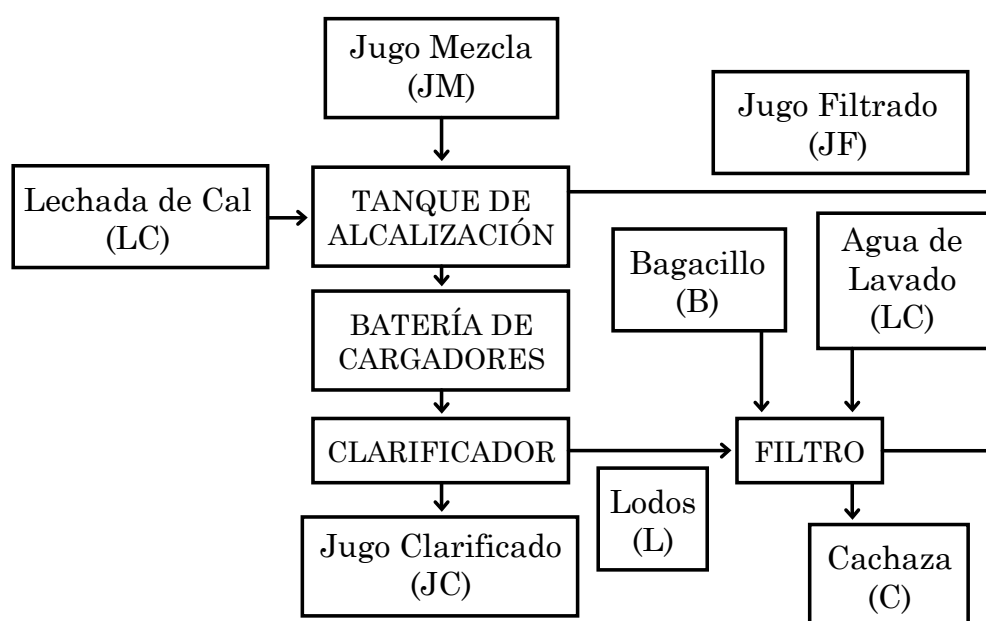 Jugo Mezcla
(JM)
Jugo Filtrado
(JF)
Lechada de Cal
(LC)
TANQUE DE
ALCALIZACIÓN
Bagacillo
(B)
Agua de
Lavado
(LC)
BATERÍA DE
CARGADORES
CLARIFICADOR
FILTRO
Lodos
(L)
Jugo Clarificado
(JC)
Cachaza
(C)